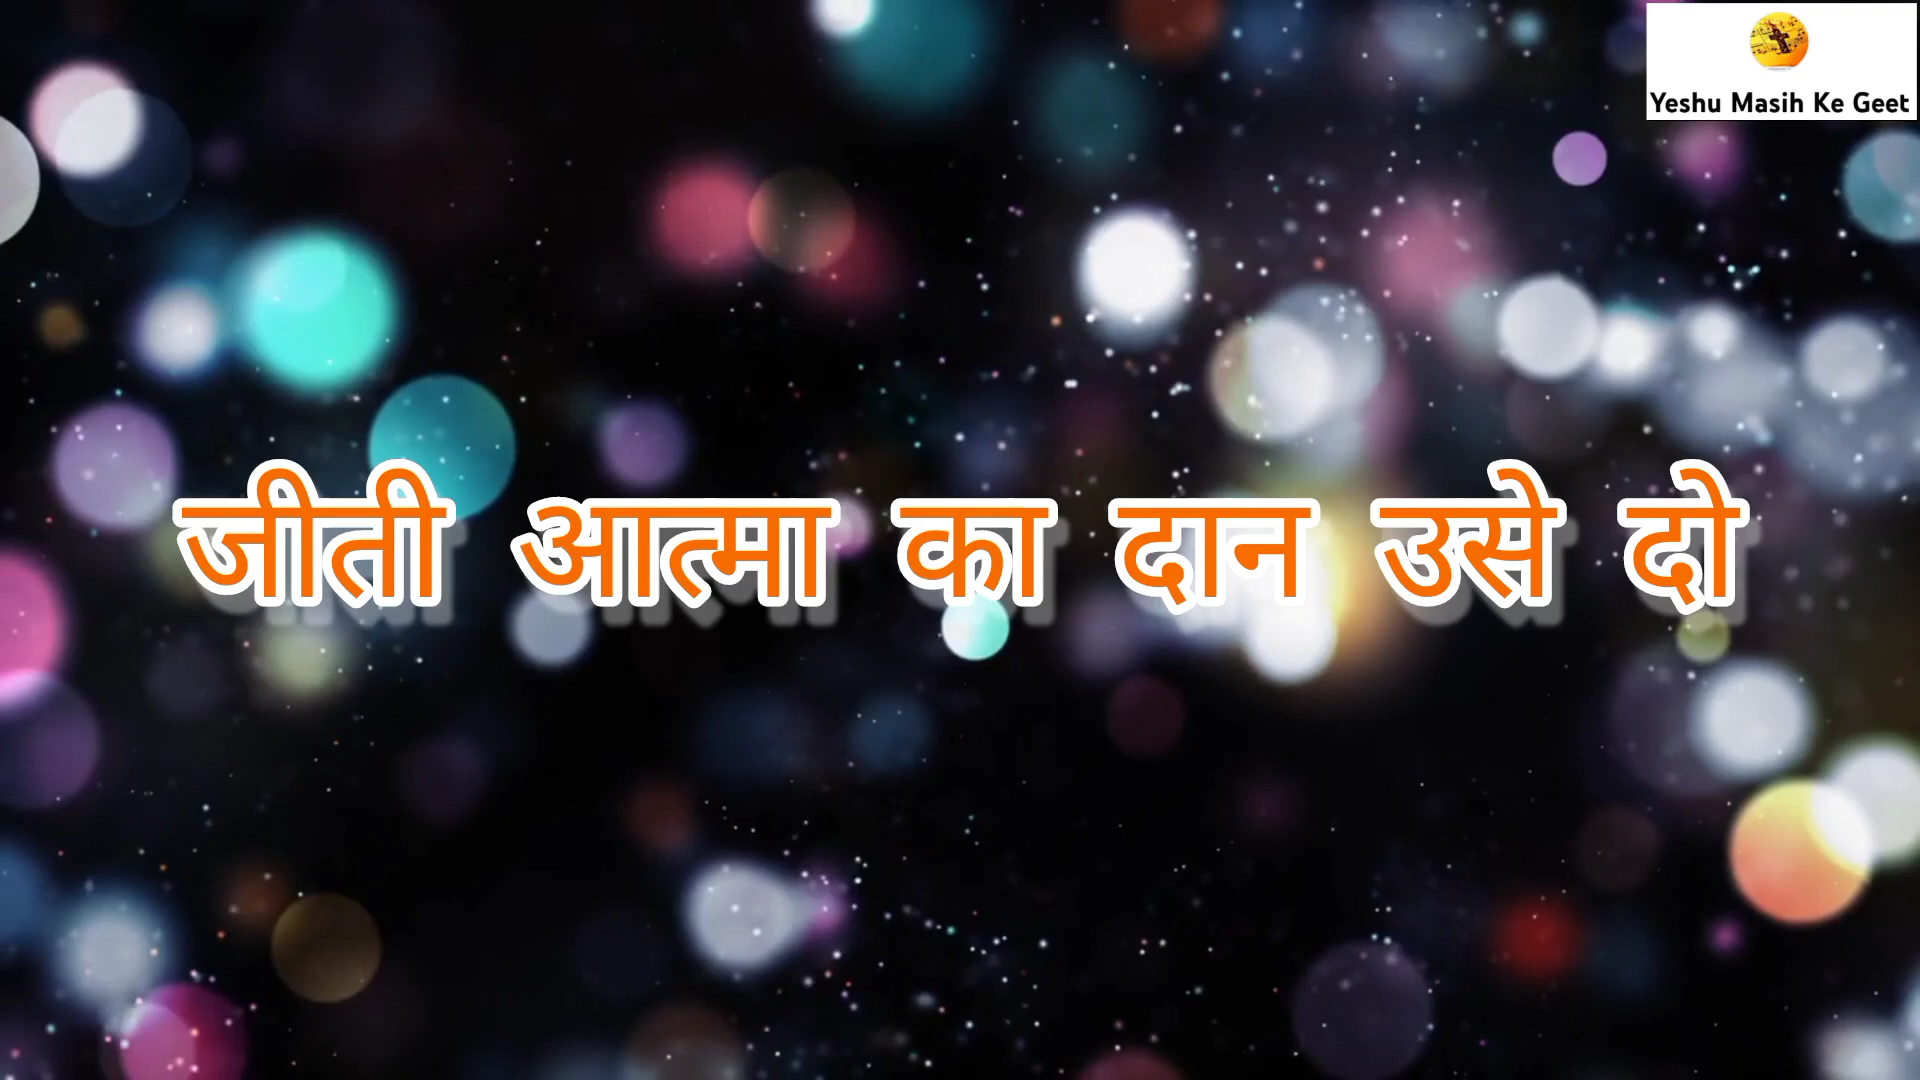 Yeshu Masih Ke Geet
जीती आत्मा का दान उसे दो